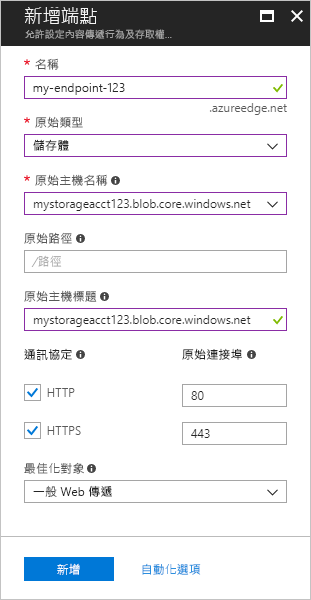 新增端點
允許設定內容傳遞行為及存取權...
* 名稱
my-endpoint-123
.azureedge.net
* 原始類型
儲存體
* 原始主機名稱
mystorageacct123.blob.core.windows.net
原始路徑
/路徑
原始主機標題
mystorageacct123.blob.core.windows.net
通訊協定 原始連接埠
HTTP 80
HTTPS 443
最佳化對象
一般 Web 傳遞
新增 自動化選項